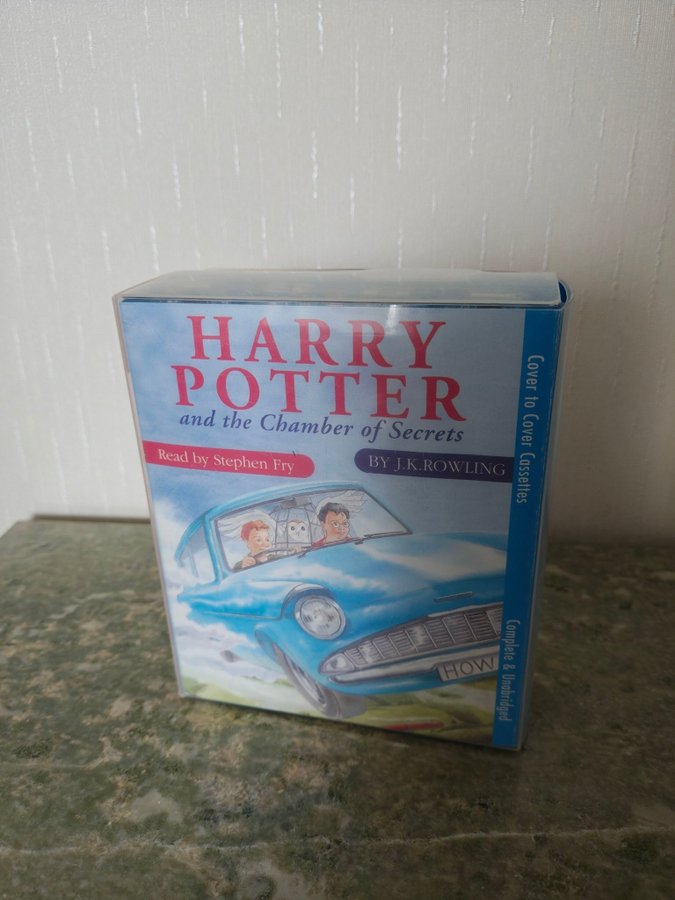 HARRY
POTTER
and the Chamber of Secrets
Read by Stephen Fry
BY J.K.ROWLING
Cover to Cover Cassettes
Complete & Unabridged
HOW